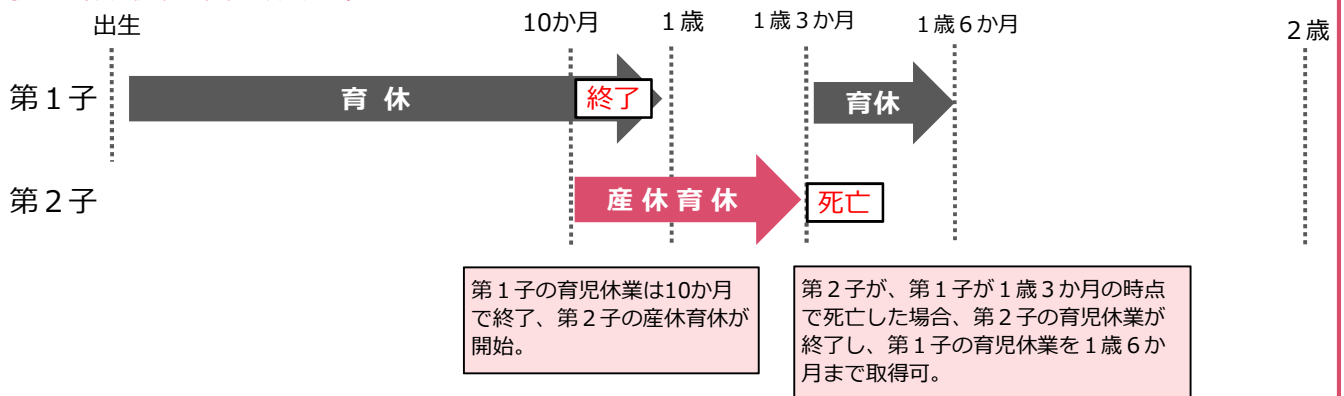 出生
10か月
１歳
１歳３か月
１歳６か月
２歳
第１子
育 休
終了
育休
第２子
産 休 育 休
死亡
第１子の育児休業は10か月
で終了、第２子の産休育休が
開始。
第２子が、第１子が１歳３か月の時点
で死亡した場合、第２子の育児休業が
終了し、第１子の育児休業を１歳６か
月まで取得可。